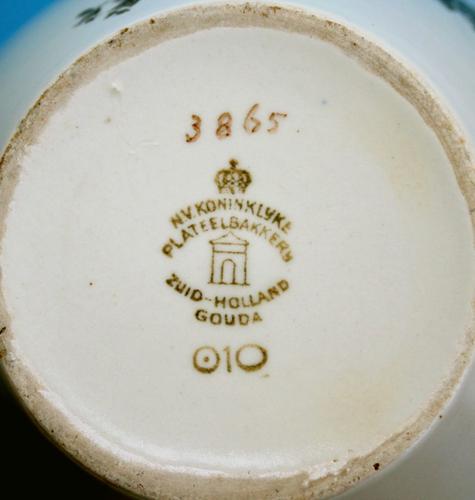 3865
N.V. KONINKLYKE
PLATEELBAKKERY
ZUID-HOLLAND
GOUDA
010